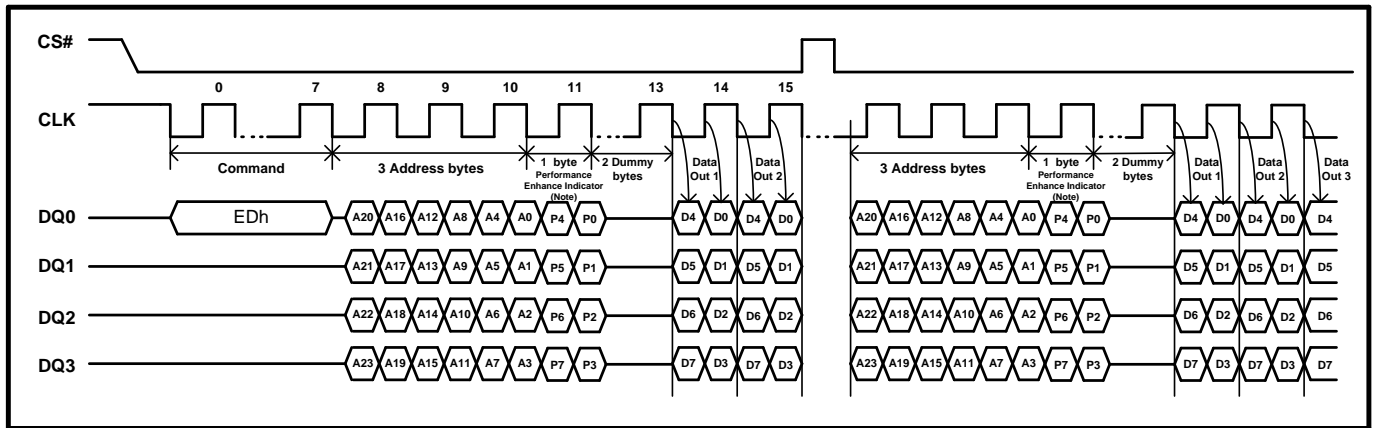 CS#
0 7 8 9 10 11 13 14 15
CLK
Command
3 Address bytes
1 byte
Performance
Enhance Indicator
(Note)
2 Dummy
bytes
Data
Out 1
Data
Out 2
3 Address bytes
1 byte
Performance
Enhance Indicator
(Note)
2 Dummy
bytes
Data
Out 1
Data
Out 2
Data
Out 3
DQ0 EDh A20 A16 A12 A8 A4 A0 P4 P0 D4 D0 D4 D0 A20 A16 A12 A8 A4 A0 P4 P0 D4 D0 D4 D0 D4
DQ1 A21 A17 A13 A9 A5 A1 P5 P1 D5 D1 D5 D1 A21 A17 A13 A9 A5 A1 P5 P1 D5 D1 D5 D1 D5
DQ2 A22 A18 A14 A10 A6 A2 P6 P2 D6 D2 D6 D2 A22 A18 A14 A10 A6 A2 P6 P2 D6 D2 D6 D2 D6
DQ3 A23 A19 A15 A11 A7 A3 P7 P3 D7 D3 D7 D3 A23 A19 A15 A11 A7 A3 P7 P3 D7 D3 D7 D3 D7